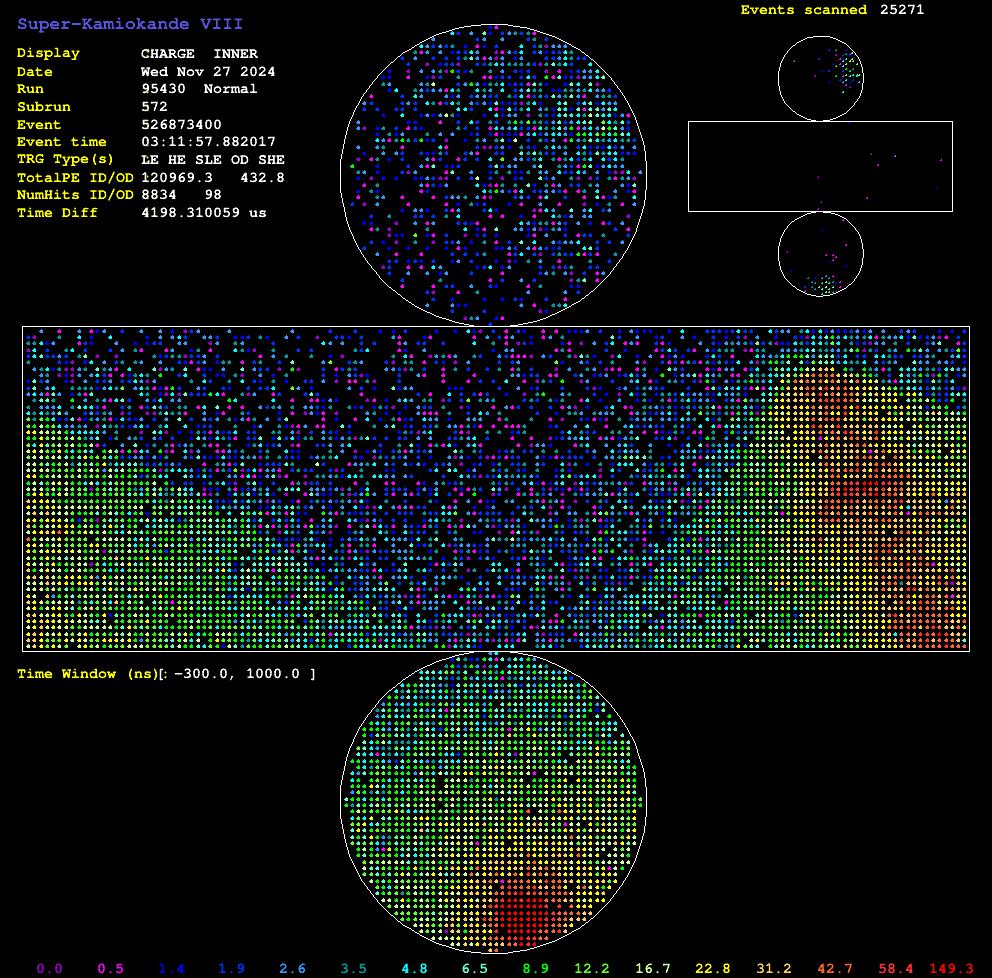 Super-Kamiokande VIII
Events scanned 25271
Display CHARGE INNER
Date Wed Nov 27 2024
Run 95430 Normal
Subrun 572
Event 526873400
Event time 03:11:57.882017
TRG Type(s) LE HE SLE OD SHE
TotalPE ID/OD 120969.3 432.8
NumHits ID/OD 8834 98
Time Diff 4198.310059 us
Time Window (ns)[: -300.0, 1000.0 ]
0.0 0.5 1.4 1.9 2.6 3.5 4.8 6.5 8.9 12.2 16.7 22.8 31.2 42.7 58.4 149.3